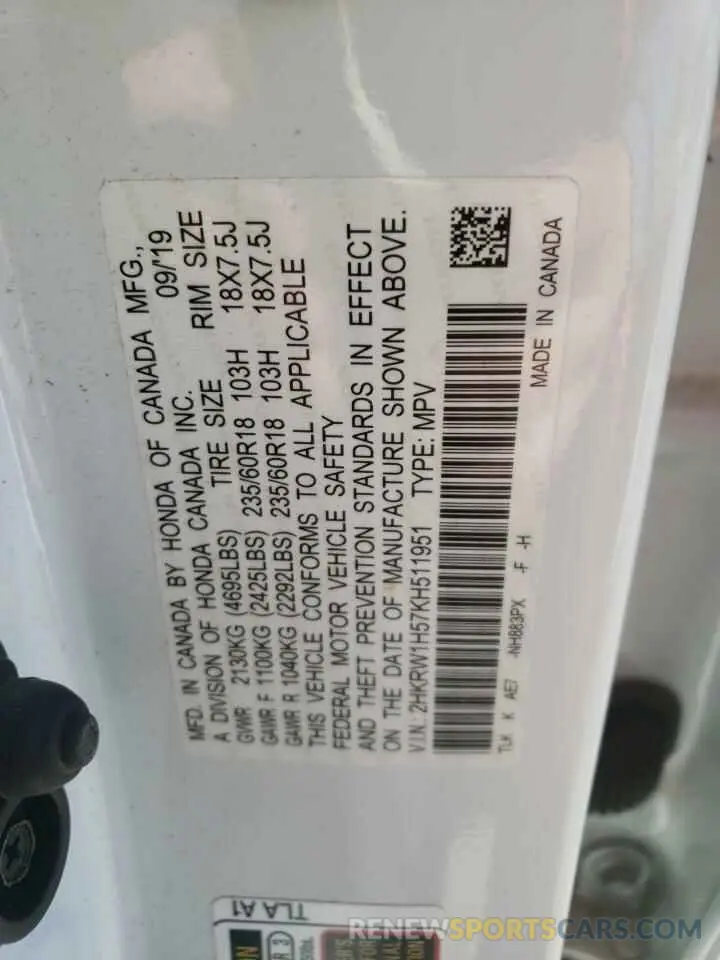 MFD. IN CANADA BY HONDA OF CANADA MFG.,
A DIVISION OF HONDA CANADA INC. 09/'19
TIRE SIZE RIM SIZE
GVWR 2130KG (4695LBS)
GAWR F 1100KG (2425LBS) 235/60R18 103H 18X7.5J
GAWR R 1040KG (2292LBS) 235/60R18 103H 18X7.5J
THIS VEHICLE CONFORMS TO ALL APPLICABLE
FEDERAL MOTOR VEHICLE SAFETY
AND THEFT PREVENTION STANDARDS IN EFFECT
ON THE DATE OF MANUFACTURE SHOWN ABOVE.
V.I.N.: 2HKRW1H57KH511951 TYPE: MPV
TLK K AE7 -NH883PX -F -H
MADE IN CANADA
TLA A1
R 3
RENEWSPORTSCARS.COM